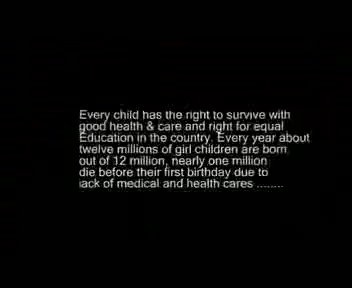 Every child has the right to survive with
good health & care and right for equal
Education in the country. Every year about
twelve millions of girl children are born
out of 12 million, nearly one million
die before their first birthday due to
lack of medical and health cares ........